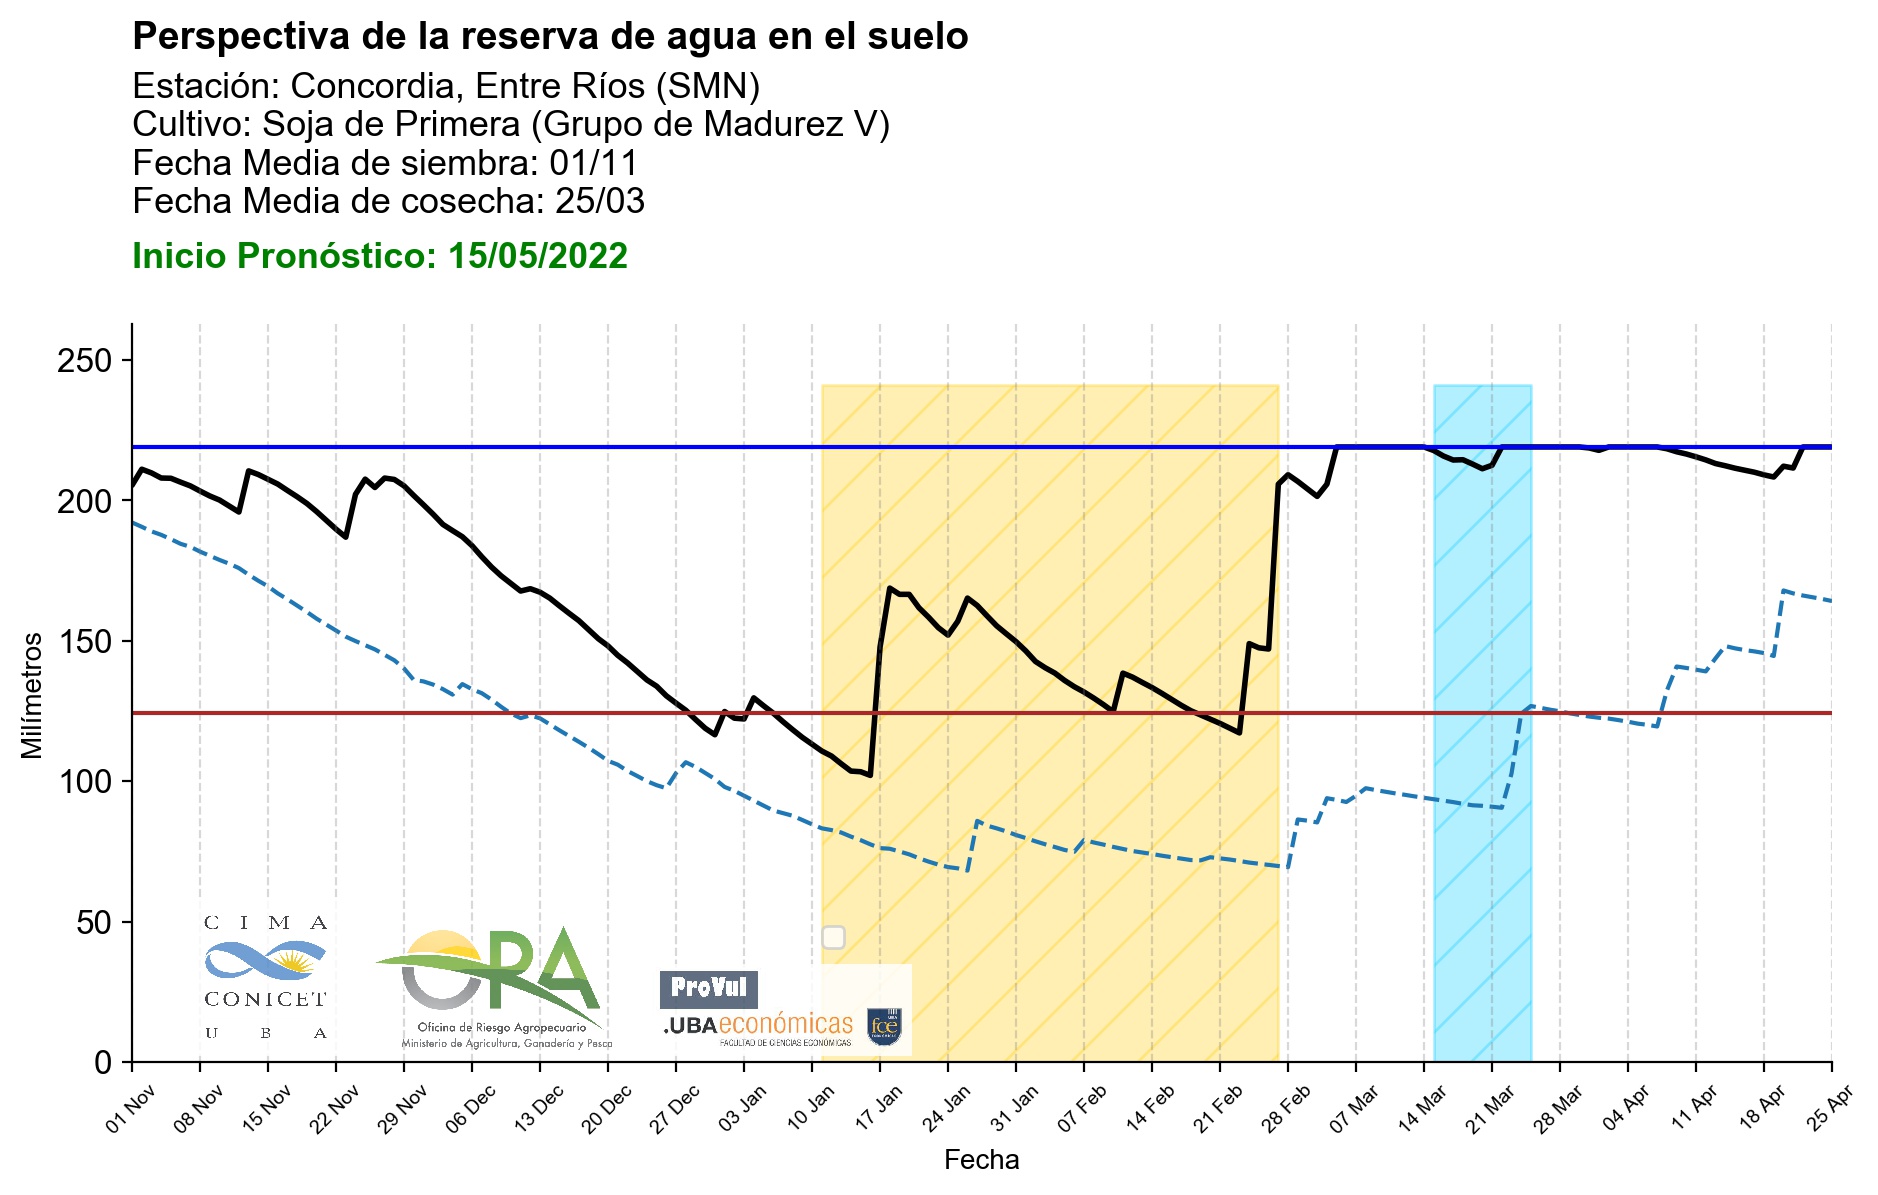 Perspectiva de la reserva de agua en el suelo
Estación: Concordia, Entre Ríos (SMN)
Cultivo: Soja de Primera (Grupo de Madurez V)
Fecha Media de siembra: 01/11
Fecha Media de cosecha: 25/03
Inicio Pronóstico: 15/05/2022
Milímetros
250
200
150
100
50
0
C I M A
CONICET
U B A
ORA
Oficina de Riesgo Agropecuario
Ministerio de Agricultura, Ganadería y Pesca
ProVul
.UBAeconómicas
FACULTAD DE CIENCIAS ECONÓMICAS
UBA
fce
ECONÓMICAS
01 Nov
08 Nov
15 Nov
22 Nov
29 Nov
06 Dec
13 Dec
20 Dec
27 Dec
03 Jan
10 Jan
17 Jan
24 Jan
31 Jan
07 Feb
14 Feb
21 Feb
28 Feb
07 Mar
14 Mar
21 Mar
28 Mar
04 Apr
11 Apr
18 Apr
25 Apr
Fecha